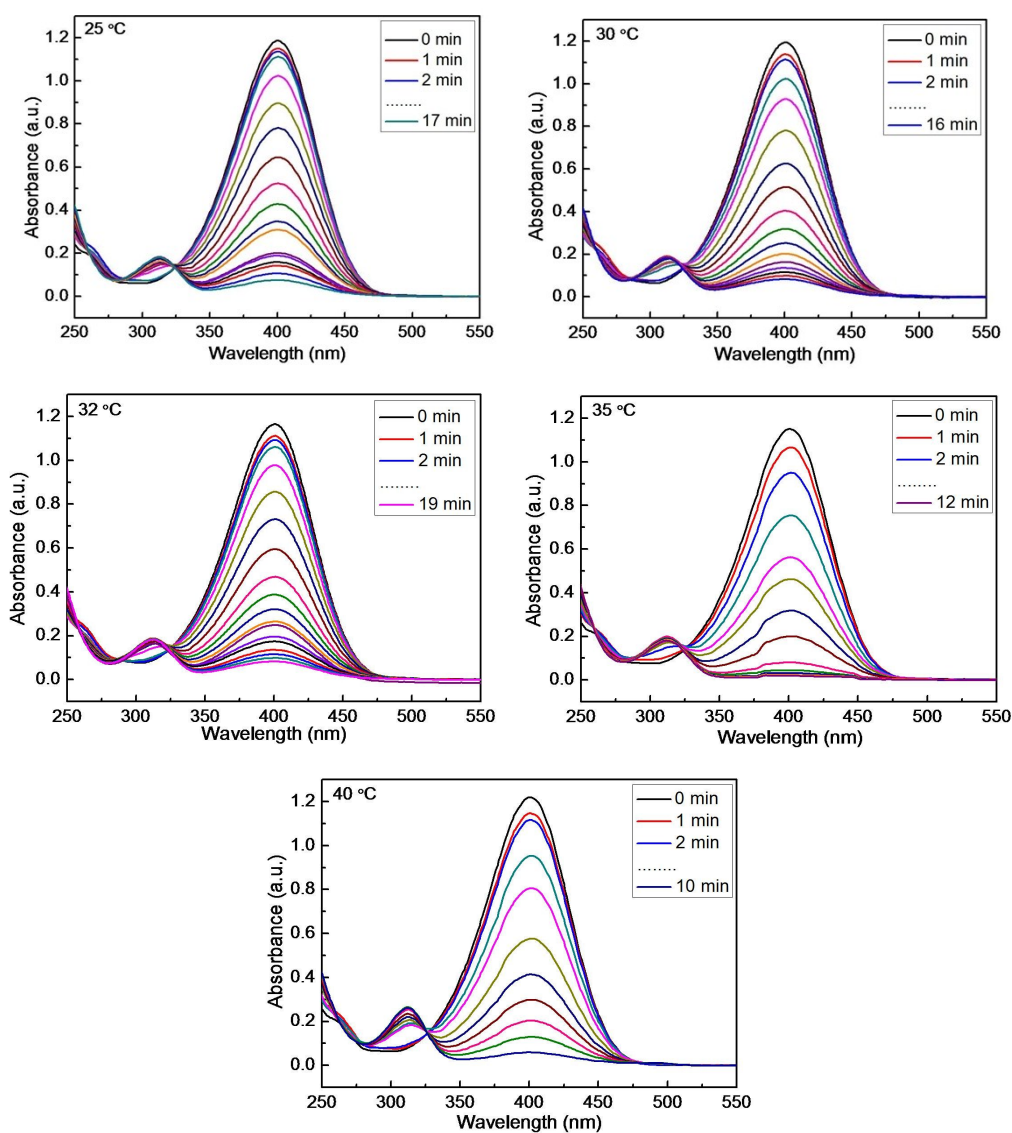 25 °C
0 min
1 min
2 min
........
17 min
Absorbance (a.u.)
1.2
1.0
0.8
0.6
0.4
0.2
0.0
250 300 350 400 450 500 550
Wavelength (nm)
30 °C
0 min
1 min
2 min
........
16 min
Absorbance (a.u.)
1.2
1.0
0.8
0.6
0.4
0.2
0.0
250 300 350 400 450 500 550
Wavelength (nm)
32 °C
0 min
1 min
2 min
........
19 min
Absorbance (a.u.)
1.2
1.0
0.8
0.6
0.4
0.2
0.0
250 300 350 400 450 500 550
Wavelength (nm)
35 °C
0 min
1 min
2 min
........
12 min
Absorbance (a.u.)
1.2
1.0
0.8
0.6
0.4
0.2
0.0
250 300 350 400 450 500 550
Wavelength (nm)
40 °C
0 min
1 min
2 min
........
10 min
Absorbance (a.u.)
1.2
1.0
0.8
0.6
0.4
0.2
0.0
250 300 350 400 450 500 550
Wavelength (nm)